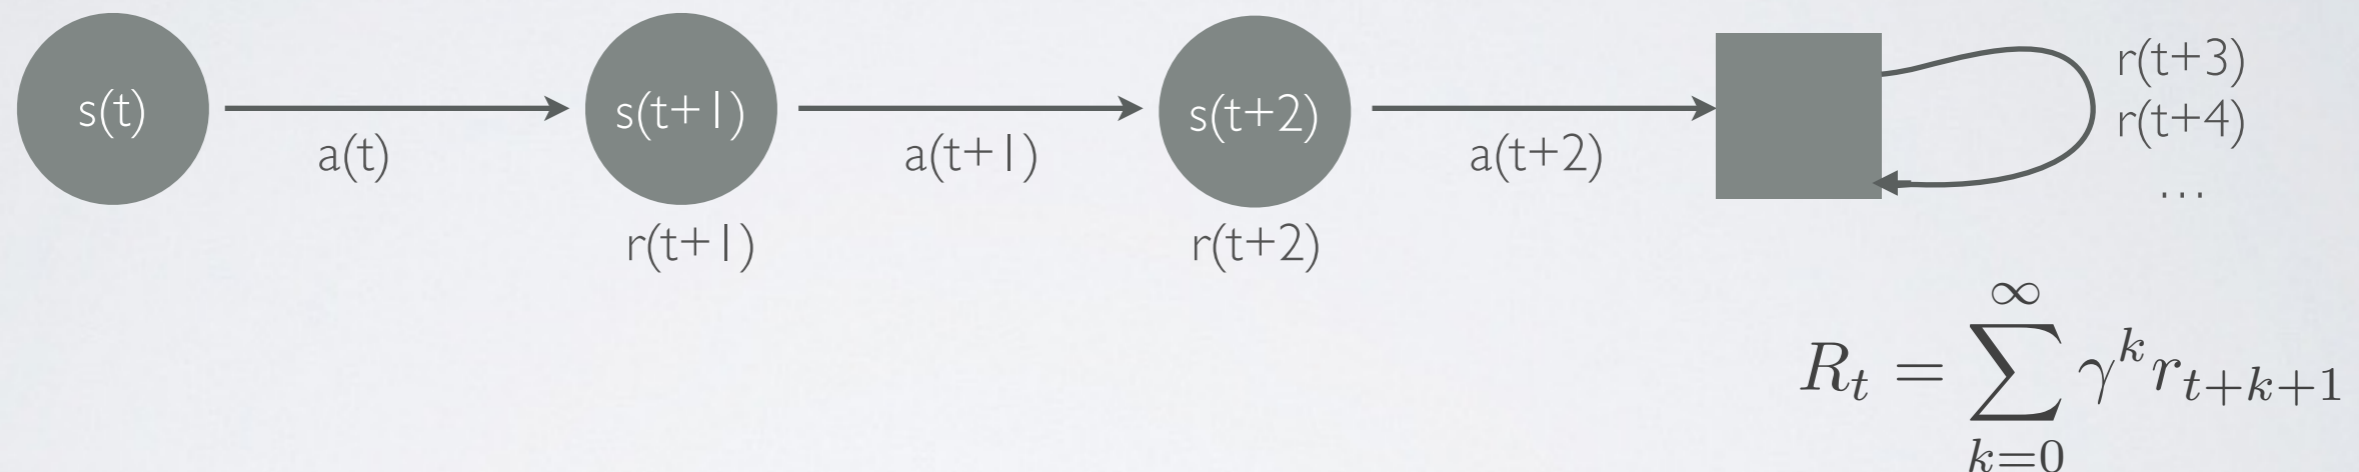 s(t)
a(t)
s(t+1)
r(t+1)
a(t+1)
s(t+2)
r(t+2)
a(t+2)
r(t+3)
r(t+4)
...
R_t = \sum_{k=0}^{\infty} \gamma^k r_{t+k+1}